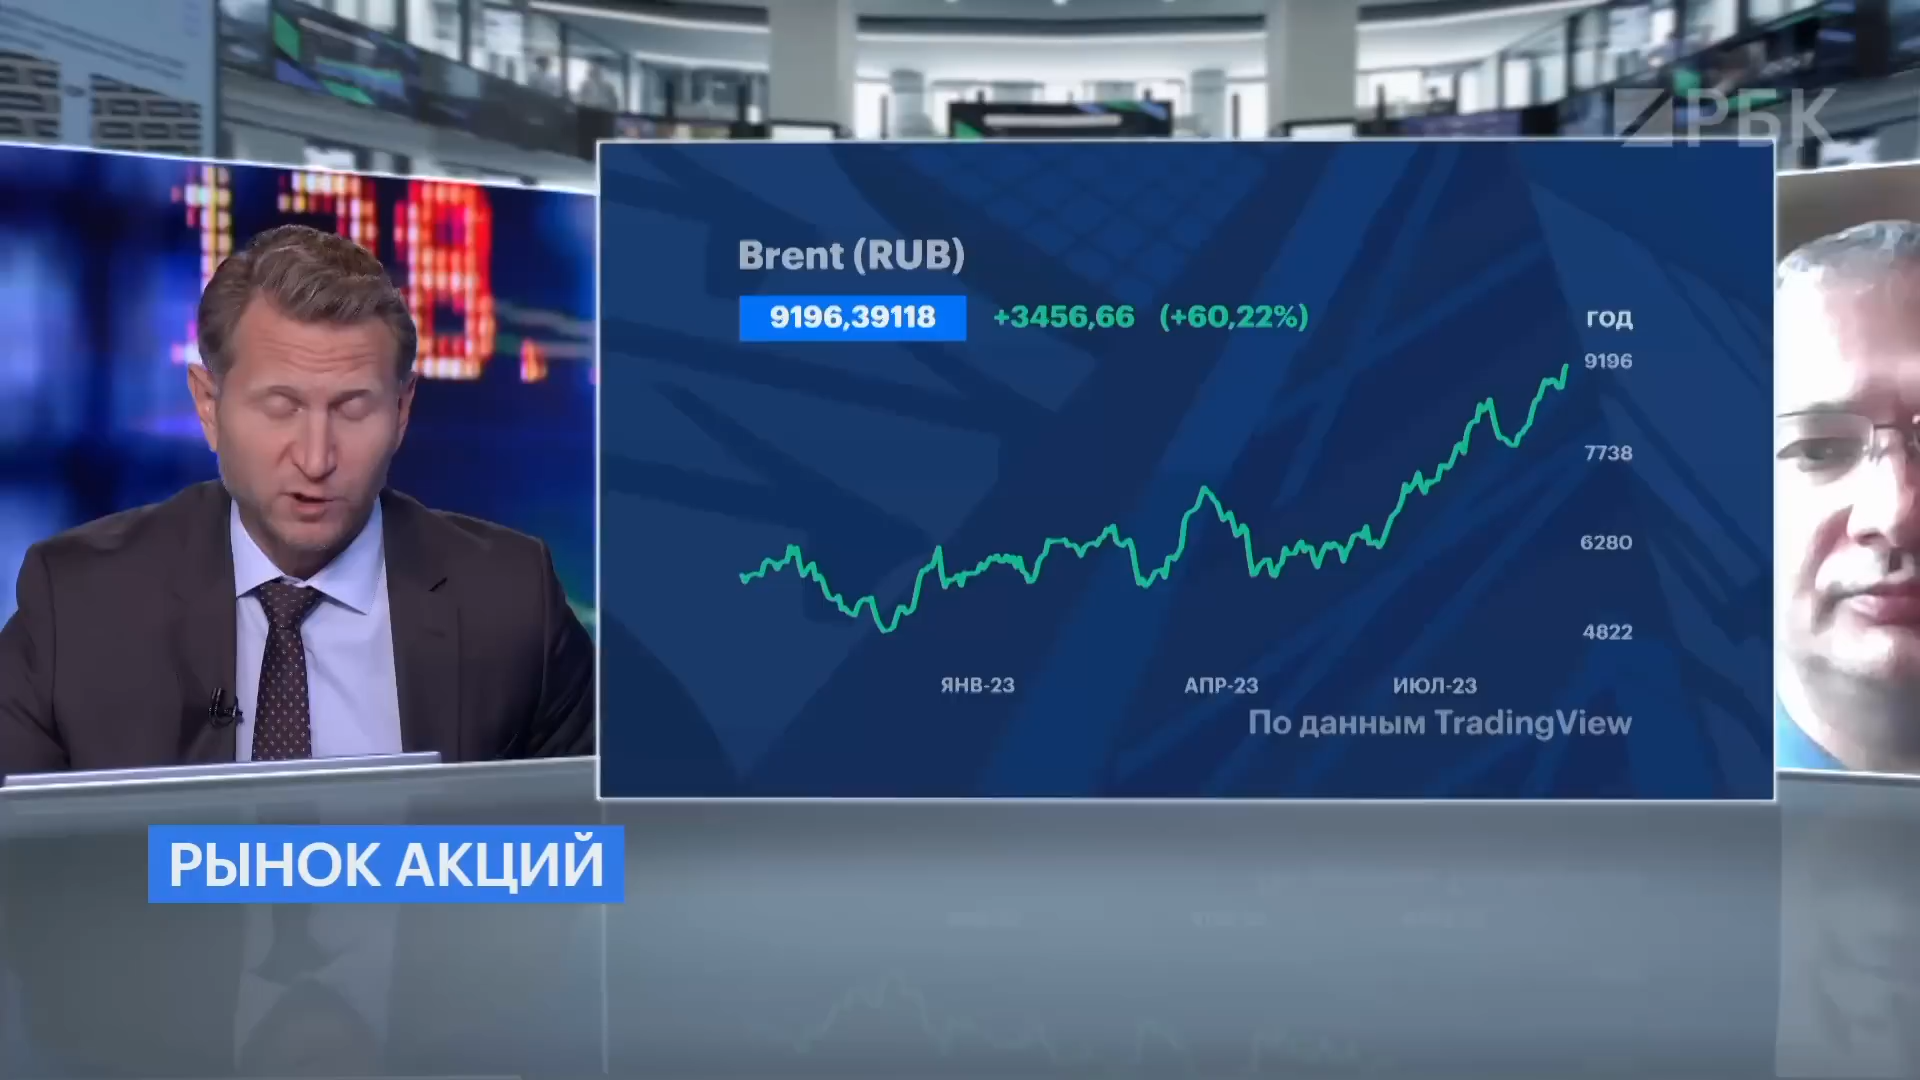 178
РБК
Brent (RUB)
9196,39118 +3456,66 (+60,22%)
год
9196
7738
6280
4822
ЯНВ-23 АПР-23 ИЮЛ-23
По данным TradingView
РЫНОК АКЦИЙ